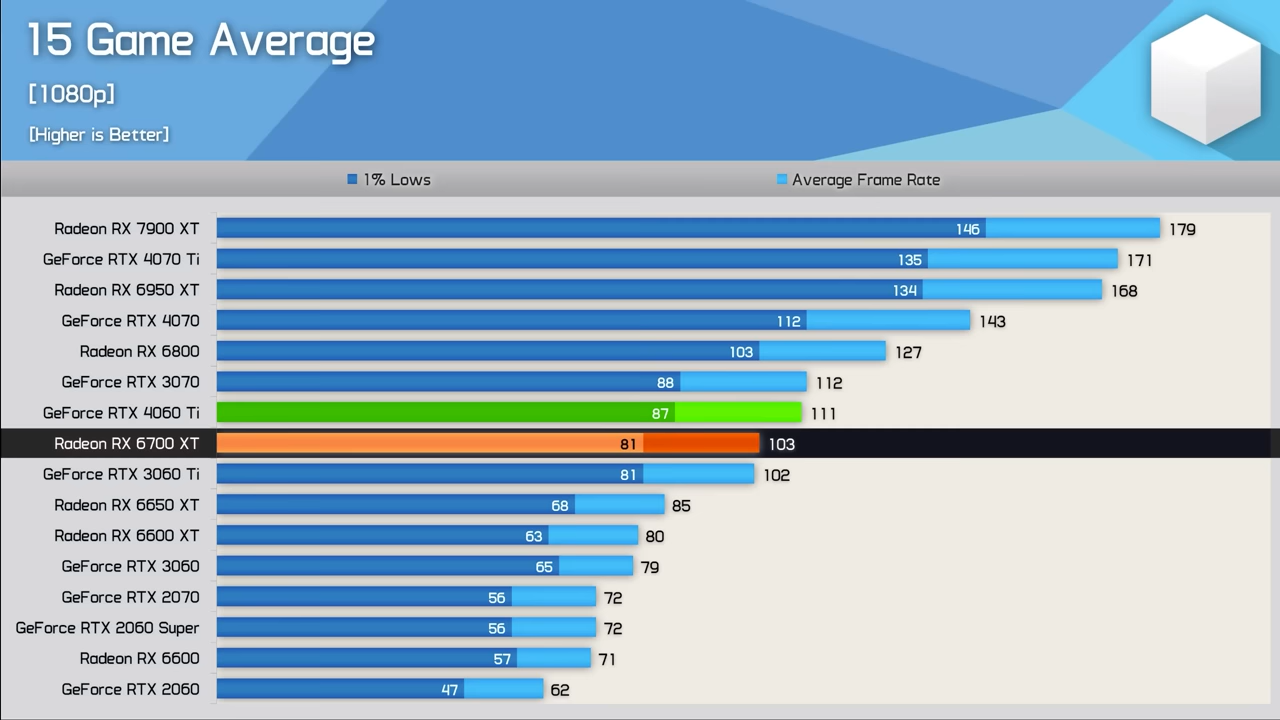 15 Game Average
[1080p]
[Higher is Better]
1% Lows Average Frame Rate
Radeon RX 7900 XT 146 179
GeForce RTX 4070 Ti 135 171
Radeon RX 6950 XT 134 168
GeForce RTX 4070 112 143
Radeon RX 6800 103 127
GeForce RTX 3070 88 112
GeForce RTX 4060 Ti 87 111
Radeon RX 6700 XT 81 103
GeForce RTX 3060 Ti 81 102
Radeon RX 6650 XT 68 85
Radeon RX 6600 XT 63 80
GeForce RTX 3060 65 79
GeForce RTX 2070 56 72
GeForce RTX 2060 Super 56 72
Radeon RX 6600 57 71
GeForce RTX 2060 47 62